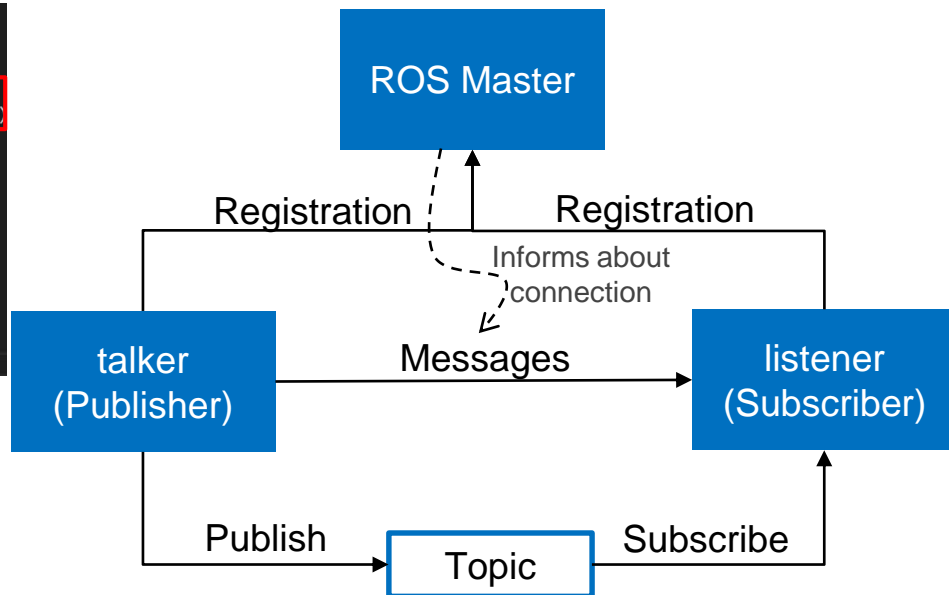 ROS Master
Registration
Registration
Informs about
connection
talker
(Publisher)
Messages
listener
(Subscriber)
Publish
Subscribe
Topic